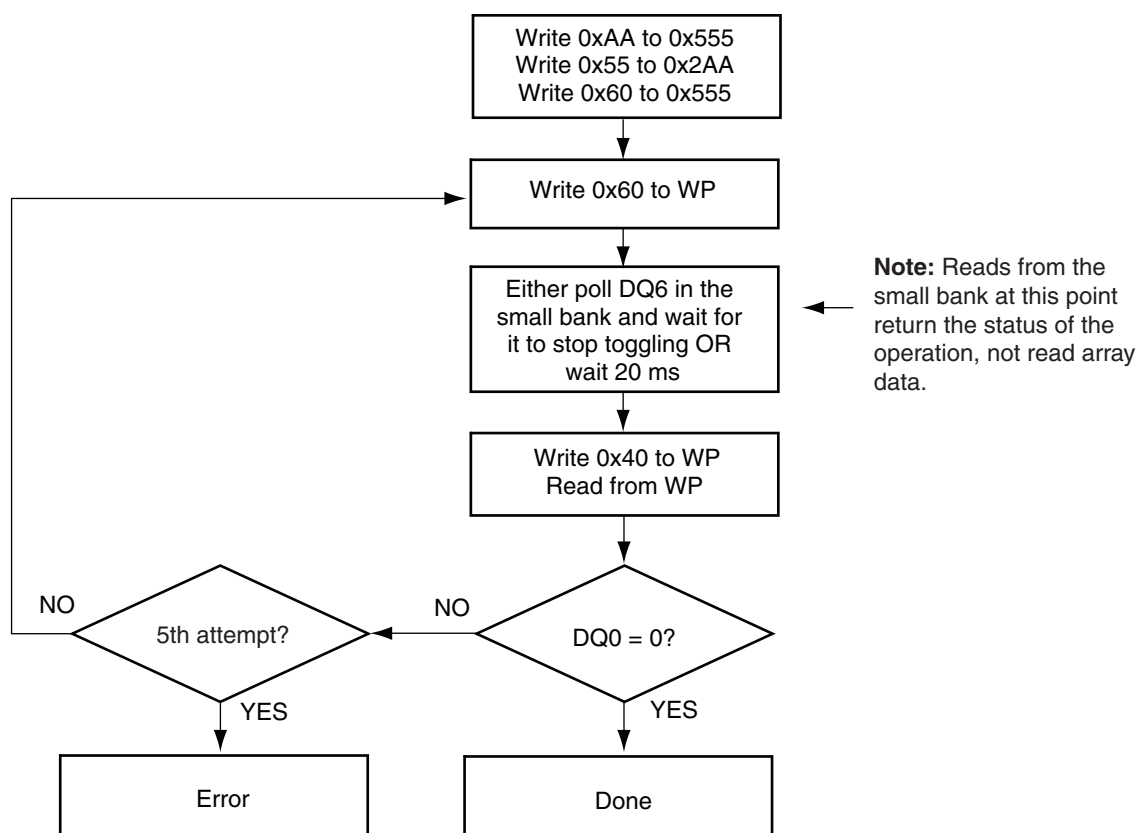 Write 0xAA to 0x555
Write 0x55 to 0x2AA
Write 0x60 to 0x555
Write 0x60 to WP
Either poll DQ6 in the
small bank and wait for
it to stop toggling OR
wait 20 ms
Note: Reads from the
small bank at this point
return the status of the
operation, not read array
data.
Write 0x40 to WP
Read from WP
NO
5th attempt?
NO
DQ0 = 0?
YES
YES
Error
Done